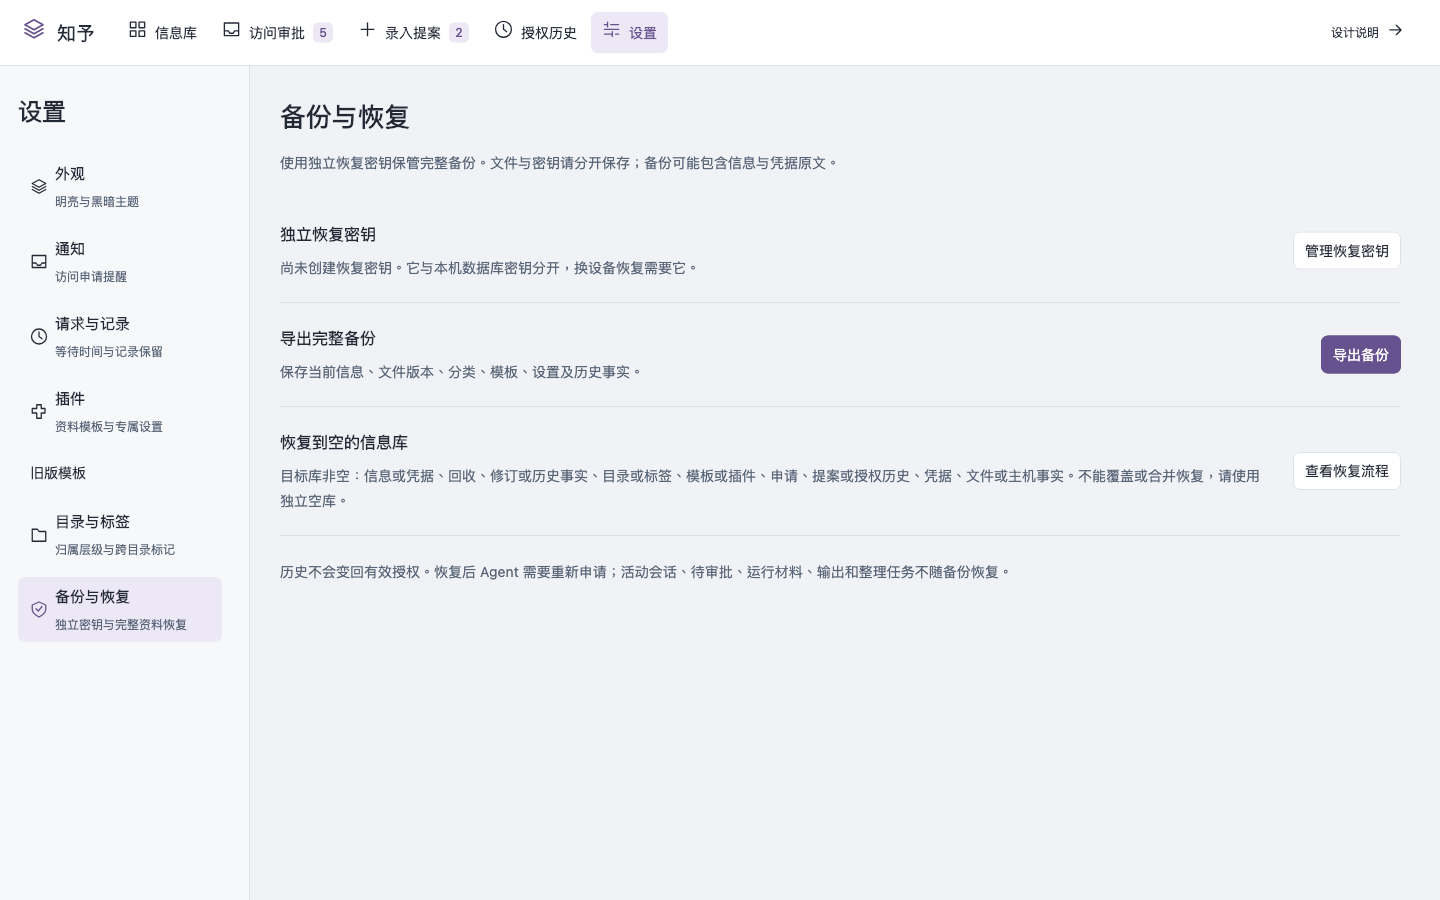 知予
信息库
访问审批 5
录入提案 2
授权历史
设置
设计说明
设置
外观
明亮与黑暗主题
通知
访问申请提醒
请求与记录
等待时间与记录保留
插件
资料模板与专属设置
旧版模板
目录与标签
归属层级与跨目录标记
备份与恢复
独立密钥与完整资料恢复
备份与恢复
使用独立恢复密钥保管完整备份。文件与密钥请分开保存；备份可能包含信息与凭据原文。
独立恢复密钥
尚未创建恢复密钥。它与本机数据库密钥分开，换设备恢复需要它。
管理恢复密钥
导出完整备份
保存当前信息、文件版本、分类、模板、设置及历史事实。
导出备份
恢复到空的信息库
目标库非空：信息或凭据、回收、修订或历史事实、目录或标签、模板或插件、申请、提案或授权历史、凭据、文件或主机事实。不能覆盖或合并恢复，请使用
独立空库。
查看恢复流程
历史不会变回有效授权。恢复后 Agent 需要重新申请；活动会话、待审批、运行材料、输出和整理任务不随备份恢复。